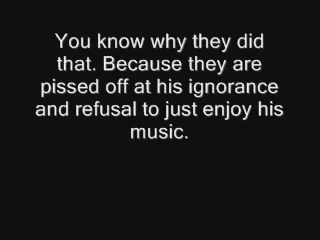 You know why they did
that. Because they are
pissed off at his ignorance
and refusal to just enjoy his
music.